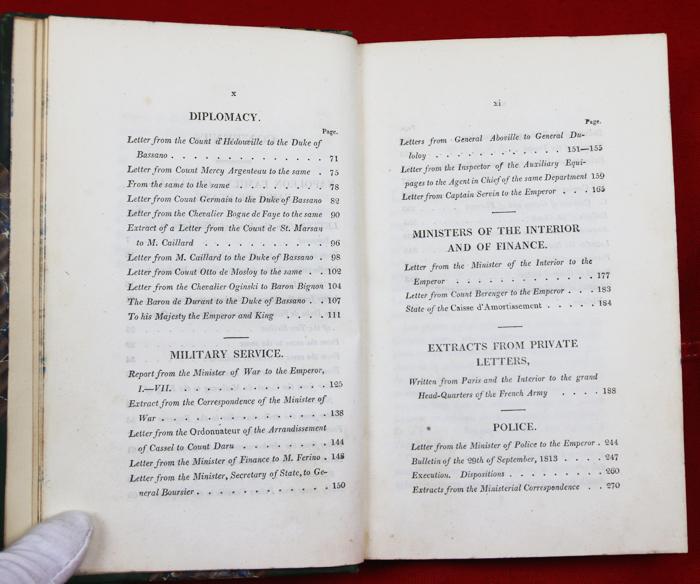 x
DIPLOMACY.
Page.
Letter from the Count d'Hédouville to the Duke of
Bassano . . . . . . . . . . . . . 71
Letter from Count Mercy Argenteau to the same . 75
From the same to the same . . . . . . . . 78
Letter from Count Germain to the Duke of Bassano 82
Letter from the Chevalier Bogne de Faye to the same 90
Extract of a Letter from the Count de St. Marsan
to M. Caillard . . . . . . . . . . 96
Letter from M. Caillard to the Duke of Bassano . 98
Letter from Count Otto de Mosloy to the same . . 102
Letter from the Chevalier Oginski to Baron Bignon 104
The Baron de Durant to the Duke of Bassano . . 107
To his Majesty the Emperor and King . . . . 111
MILITARY SERVICE.
Report from the Minister of War to the Emperor,
I.—VII. . . . . . . . . . . . . 125
Extract from the Correspondence of the Minister of
War . . . . . . . . . . . . . . 138
Letter from the Ordonnateur of the Arrandissement
of Cassel to Count Daru . . . . . . . 144
Letter from the Minister of Finance to M. Ferino . 148
Letter from the Minister, Secretary of State, to Ge-
neral Boursier . . . . . . . . . . . 150
xi
Page.
Letters from General Aboville to General Du-
loloy . . . . . . . . . . . . 151—155
Letter from the Inspector of the Auxiliary Equi-
pages to the Agent in Chief of the same Department 159
Letter from Captain Servin to the Emperor . . . 165
MINISTERS OF THE INTERIOR
AND OF FINANCE.
Letter from the Minister of the Interior to the
Emperor . . . . . . . . . . . . 177
Letter from Count Berenger to the Emperor . . . 183
State of the Caisse d'Amortissement . . . . . 184
EXTRACTS FROM PRIVATE
LETTERS,
Written from Paris and the Interior to the grand
Head-Quarters of the French Army . . . . 188
POLICE.
Letter from the Minister of Police to the Emperor . 244
Bulletin of the 29th of September, 1813 . . . . 247
Execution. Dispositions . . . . . . . . 260
Extracts from the Ministerial Correspondence . . 270